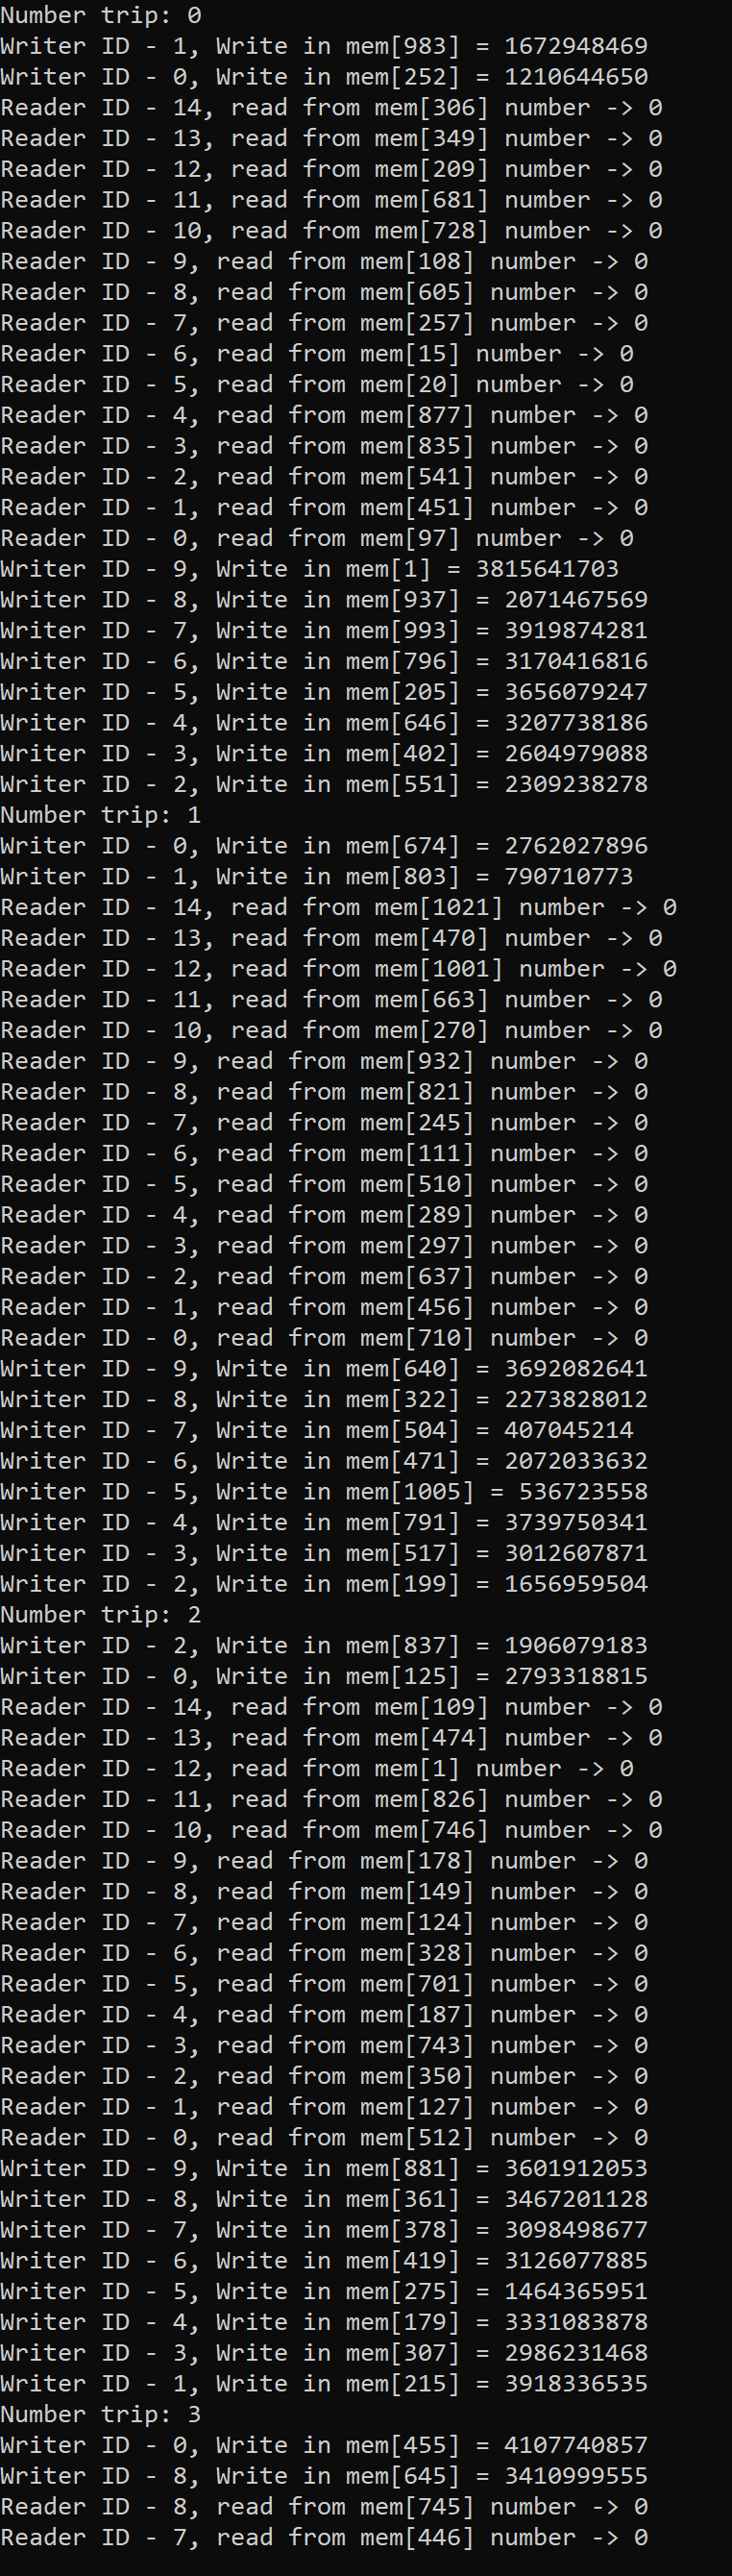 Number trip: 0
Writer ID - 1, Write in mem[983] = 1672948469
Writer ID - 0, Write in mem[252] = 1210644650
Reader ID - 14, read from mem[306] number -> 0
Reader ID - 13, read from mem[349] number -> 0
Reader ID - 12, read from mem[209] number -> 0
Reader ID - 11, read from mem[681] number -> 0
Reader ID - 10, read from mem[728] number -> 0
Reader ID - 9, read from mem[108] number -> 0
Reader ID - 8, read from mem[605] number -> 0
Reader ID - 7, read from mem[257] number -> 0
Reader ID - 6, read from mem[15] number -> 0
Reader ID - 5, read from mem[20] number -> 0
Reader ID - 4, read from mem[877] number -> 0
Reader ID - 3, read from mem[835] number -> 0
Reader ID - 2, read from mem[541] number -> 0
Reader ID - 1, read from mem[451] number -> 0
Reader ID - 0, read from mem[97] number -> 0
Writer ID - 9, Write in mem[1] = 3815641703
Writer ID - 8, Write in mem[937] = 2071467569
Writer ID - 7, Write in mem[993] = 3919874281
Writer ID - 6, Write in mem[796] = 3170416816
Writer ID - 5, Write in mem[205] = 3656079247
Writer ID - 4, Write in mem[646] = 3207738186
Writer ID - 3, Write in mem[402] = 2604979088
Writer ID - 2, Write in mem[551] = 2309238278
Number trip: 1
Writer ID - 0, Write in mem[674] = 2762027896
Writer ID - 1, Write in mem[803] = 790710773
Reader ID - 14, read from mem[1021] number -> 0
Reader ID - 13, read from mem[470] number -> 0
Reader ID - 12, read from mem[1001] number -> 0
Reader ID - 11, read from mem[663] number -> 0
Reader ID - 10, read from mem[270] number -> 0
Reader ID - 9, read from mem[932] number -> 0
Reader ID - 8, read from mem[821] number -> 0
Reader ID - 7, read from mem[245] number -> 0
Reader ID - 6, read from mem[111] number -> 0
Reader ID - 5, read from mem[510] number -> 0
Reader ID - 4, read from mem[289] number -> 0
Reader ID - 3, read from mem[297] number -> 0
Reader ID - 2, read from mem[637] number -> 0
Reader ID - 1, read from mem[456] number -> 0
Reader ID - 0, read from mem[710] number -> 0
Writer ID - 9, Write in mem[640] = 3692082641
Writer ID - 8, Write in mem[322] = 2273828012
Writer ID - 7, Write in mem[504] = 407045214
Writer ID - 6, Write in mem[471] = 2072033632
Writer ID - 5, Write in mem[1005] = 536723558
Writer ID - 4, Write in mem[791] = 3739750341
Writer ID - 3, Write in mem[517] = 3012607871
Writer ID - 2, Write in mem[199] = 1656959504
Number trip: 2
Writer ID - 2, Write in mem[837] = 1906079183
Writer ID - 0, Write in mem[125] = 2793318815
Reader ID - 14, read from mem[109] number -> 0
Reader ID - 13, read from mem[474] number -> 0
Reader ID - 12, read from mem[1] number -> 0
Reader ID - 11, read from mem[826] number -> 0
Reader ID - 10, read from mem[746] number -> 0
Reader ID - 9, read from mem[178] number -> 0
Reader ID - 8, read from mem[149] number -> 0
Reader ID - 7, read from mem[124] number -> 0
Reader ID - 6, read from mem[328] number -> 0
Reader ID - 5, read from mem[701] number -> 0
Reader ID - 4, read from mem[187] number -> 0
Reader ID - 3, read from mem[743] number -> 0
Reader ID - 2, read from mem[350] number -> 0
Reader ID - 1, read from mem[127] number -> 0
Reader ID - 0, read from mem[512] number -> 0
Writer ID - 9, Write in mem[881] = 3601912053
Writer ID - 8, Write in mem[361] = 3467201128
Writer ID - 7, Write in mem[378] = 3098498677
Writer ID - 6, Write in mem[419] = 3126077885
Writer ID - 5, Write in mem[275] = 1464365951
Writer ID - 4, Write in mem[179] = 3331083878
Writer ID - 3, Write in mem[307] = 2986231468
Writer ID - 1, Write in mem[215] = 3918336535
Number trip: 3
Writer ID - 0, Write in mem[455] = 4107740857
Writer ID - 8, Write in mem[645] = 3410999555
Reader ID - 8, read from mem[745] number -> 0
Reader ID - 7, read from mem[446] number -> 0